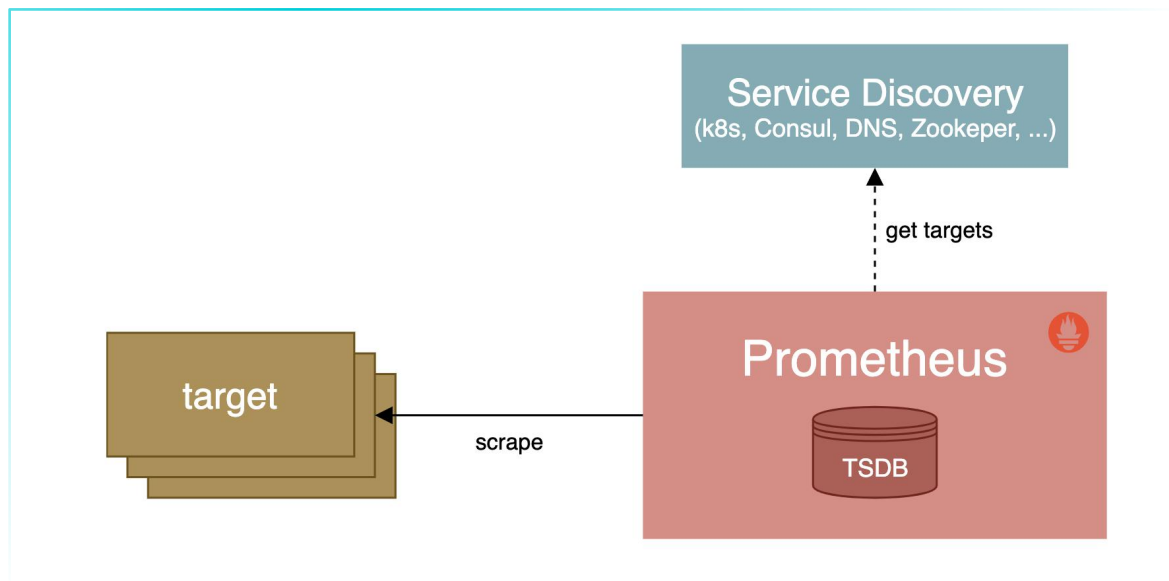 Service Discovery
(k8s, Consul, DNS, Zookeper, ...)
get targets
Prometheus
target
scrape
TSDB